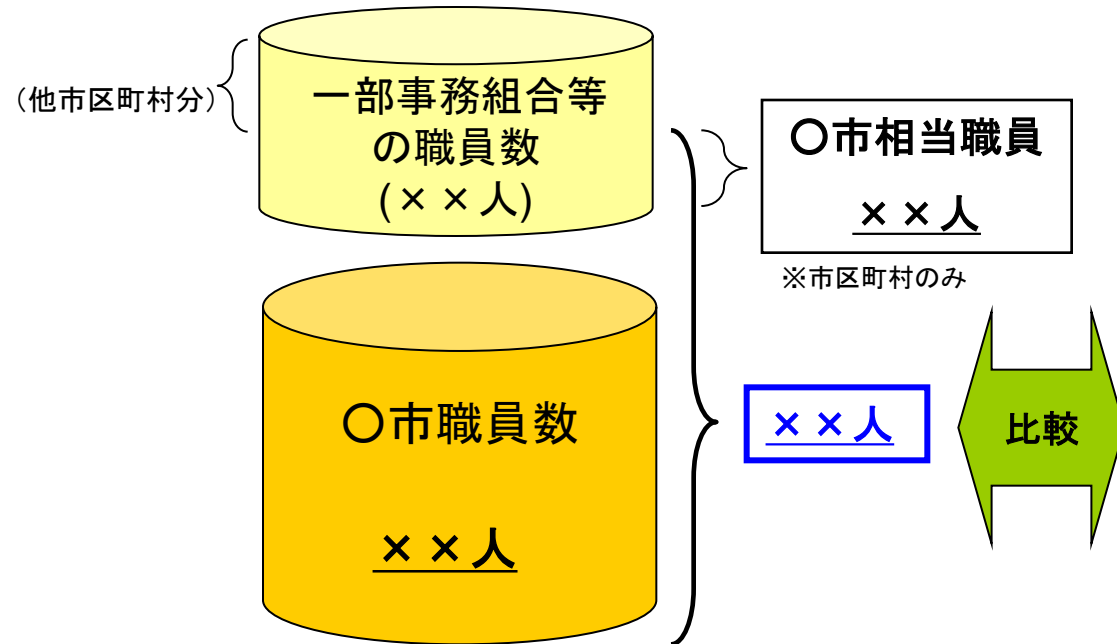 (他市区町村分)
一部事務組合等
の職員数
(××人)
〇市相当職員
××人
※市区町村のみ
〇市職員数
××人
××人
比較